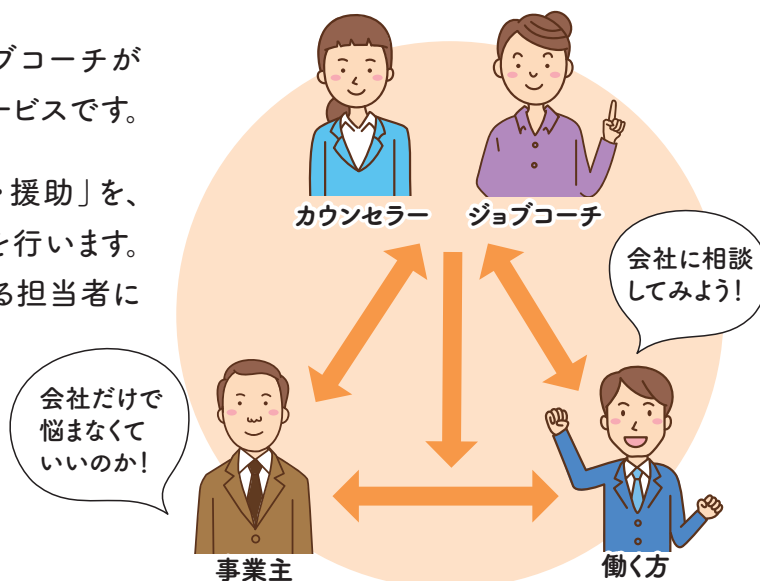 ブコーチが
ービスです。
援助」を、
を行います。
る担当者に
カウンセラー
ジョブコーチ
会社に相談
してみよう!
会社だけで
悩まなくて
いいのか!
事業主
働く方